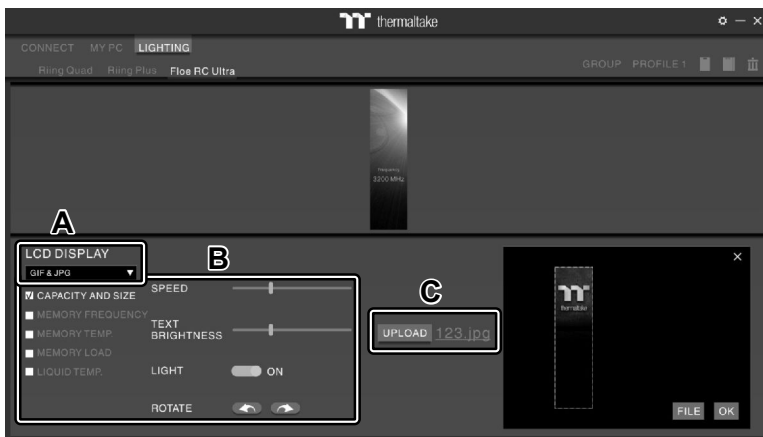 thermaltake
CONNECT MY PC LIGHTING
Riing Quad Riing Plus Floe RC Ultra
GROUP PROFILE 1
Frequency
3200 MHz
A
LCD DISPLAY
GIF & JPG
B
CAPACITY AND SIZE
MEMORY FREQUENCY
MEMORY TEMP.
MEMORY LOAD
LIQUID TEMP.
SPEED
TEXT
BRIGHTNESS
LIGHT ON
ROTATE
C
UPLOAD 123.jpg
thermaltake
FILE OK